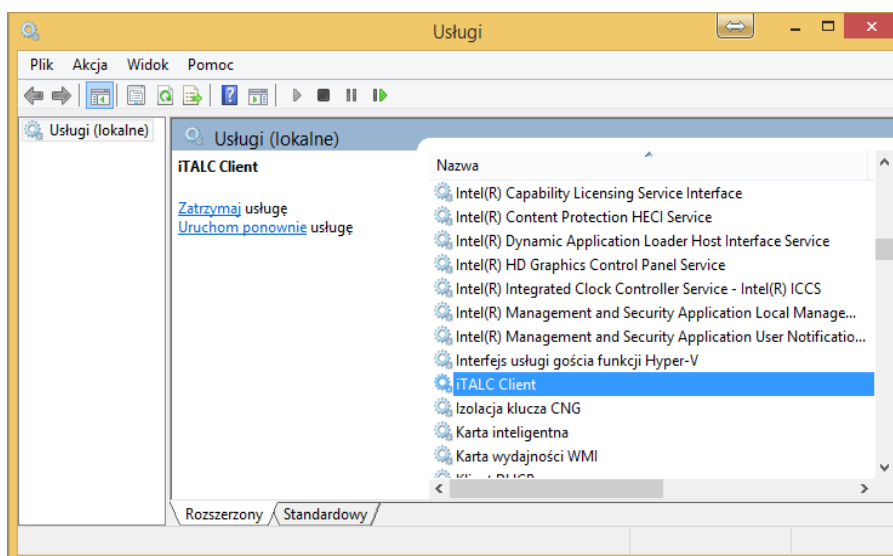 Usługi
Plik Akcja Widok Pomoc
Usługi (lokalne)
Usługi (lokalne)
iTALC Client
Zatrzymaj usługę
Uruchom ponownie usługę
Nazwa
Intel(R) Capability Licensing Service Interface
Intel(R) Content Protection HECI Service
Intel(R) Dynamic Application Loader Host Interface Service
Intel(R) HD Graphics Control Panel Service
Intel(R) Integrated Clock Controller Service - Intel(R) ICCS
Intel(R) Management and Security Application Local Manage...
Intel(R) Management and Security Application User Notificatio...
Interfejs usługi gościa funkcji Hyper-V
iTALC Client
Izolacja klucza CNG
Karta inteligentna
Karta wydajności WMI
Klient DHCP
Rozszerzony Standardowy